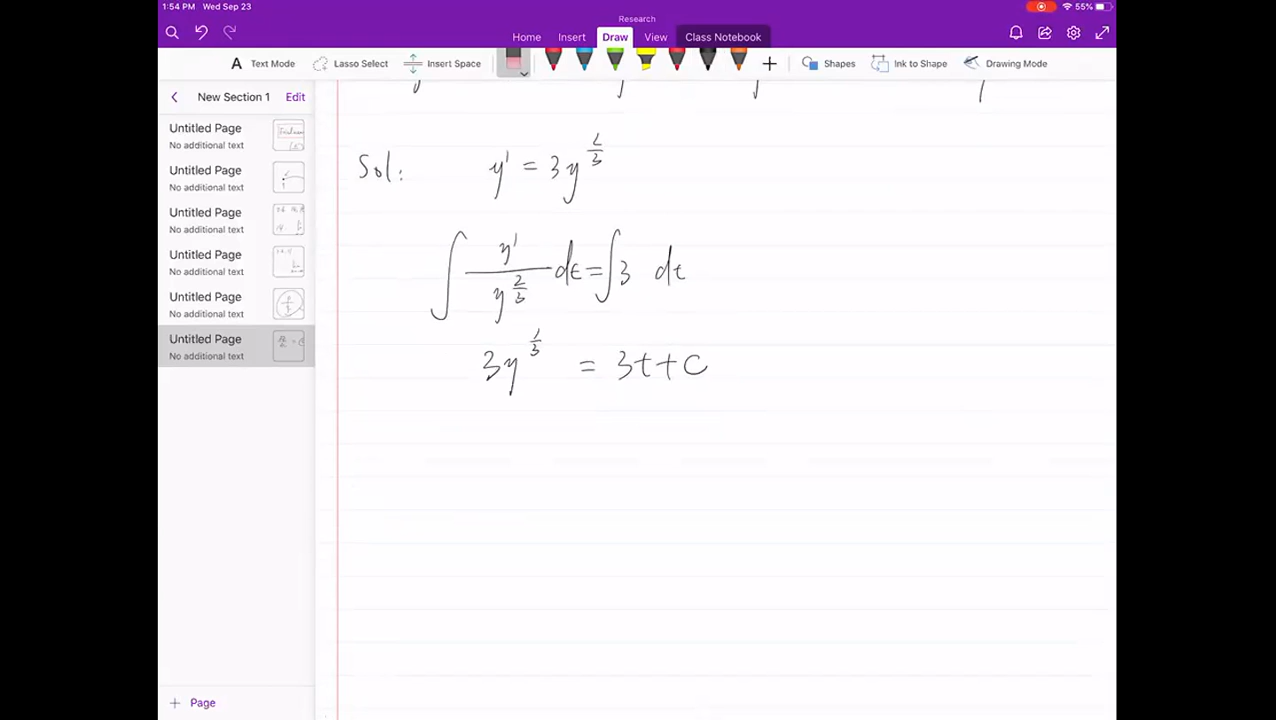 1:54 PM Wed Sep 23
55%
Research
Home Insert Draw View Class Notebook
A Text Mode Lasso Select Insert Space Shapes Ink to Shape Drawing Mode
New Section 1 Edit
Untitled Page
No additional text
Untitled Page
No additional text
Untitled Page
No additional text
Untitled Page
No additional text
Untitled Page
No additional text
Untitled Page
No additional text
+ Page
Sol: y' = 3y^{2/3}
∫ y'/y^{2/3} dt = ∫ 3 dt
3y^{1/3} = 3t + C